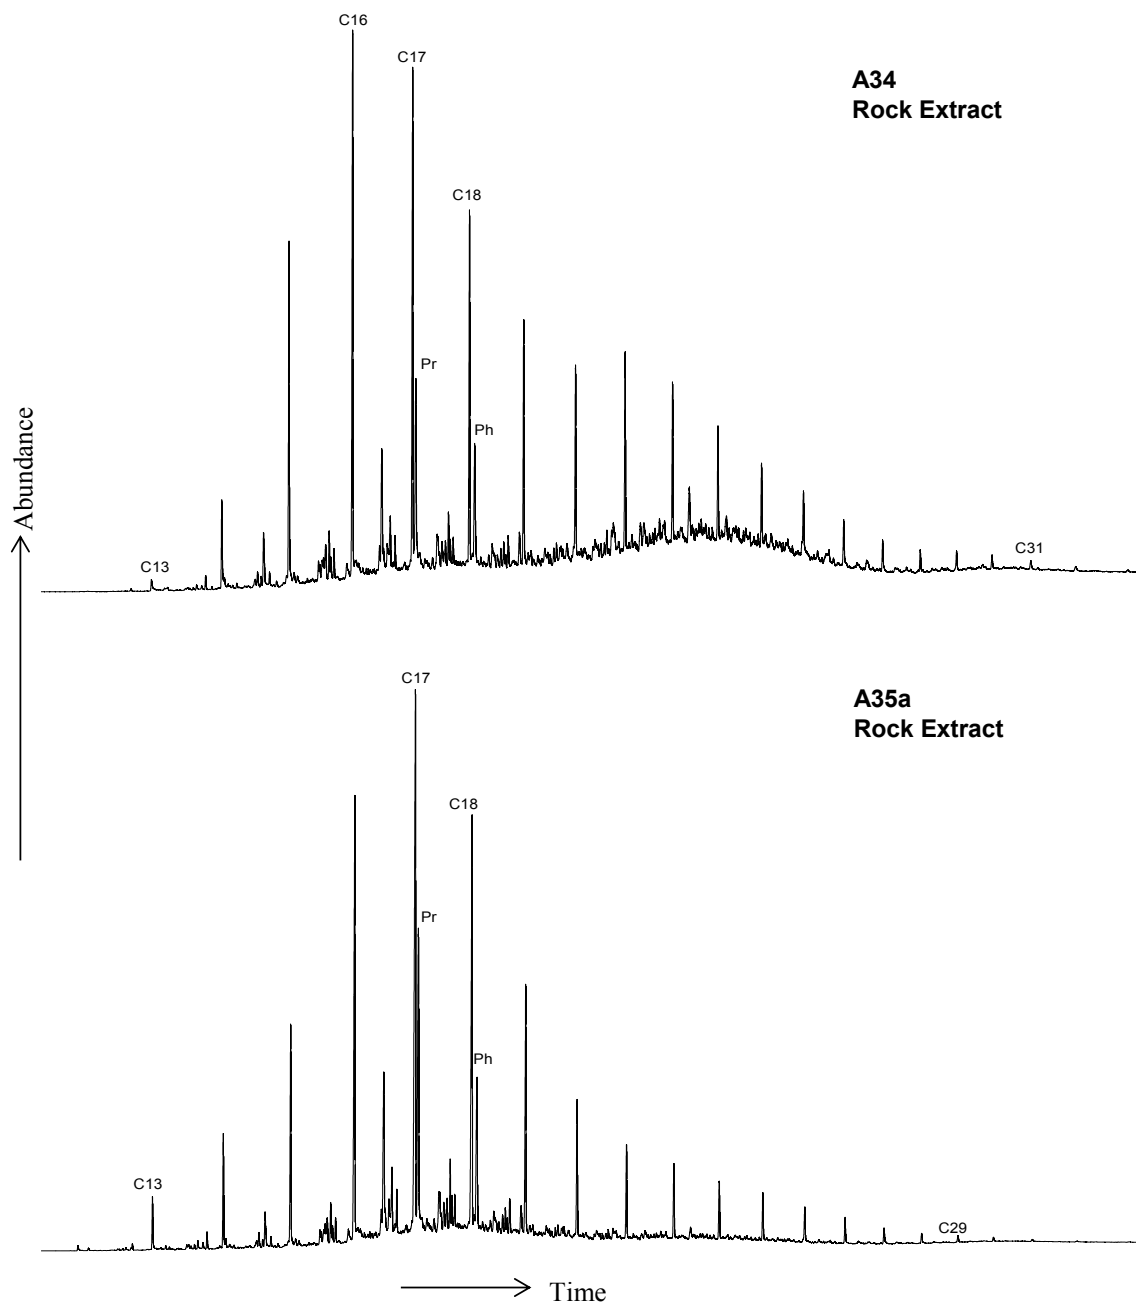 C16
C17
A34
Rock Extract
C18
Pr
Ph
Abundance
C13
C31
C17
A35a
Rock Extract
C18
Pr
Ph
C13
C29
Time